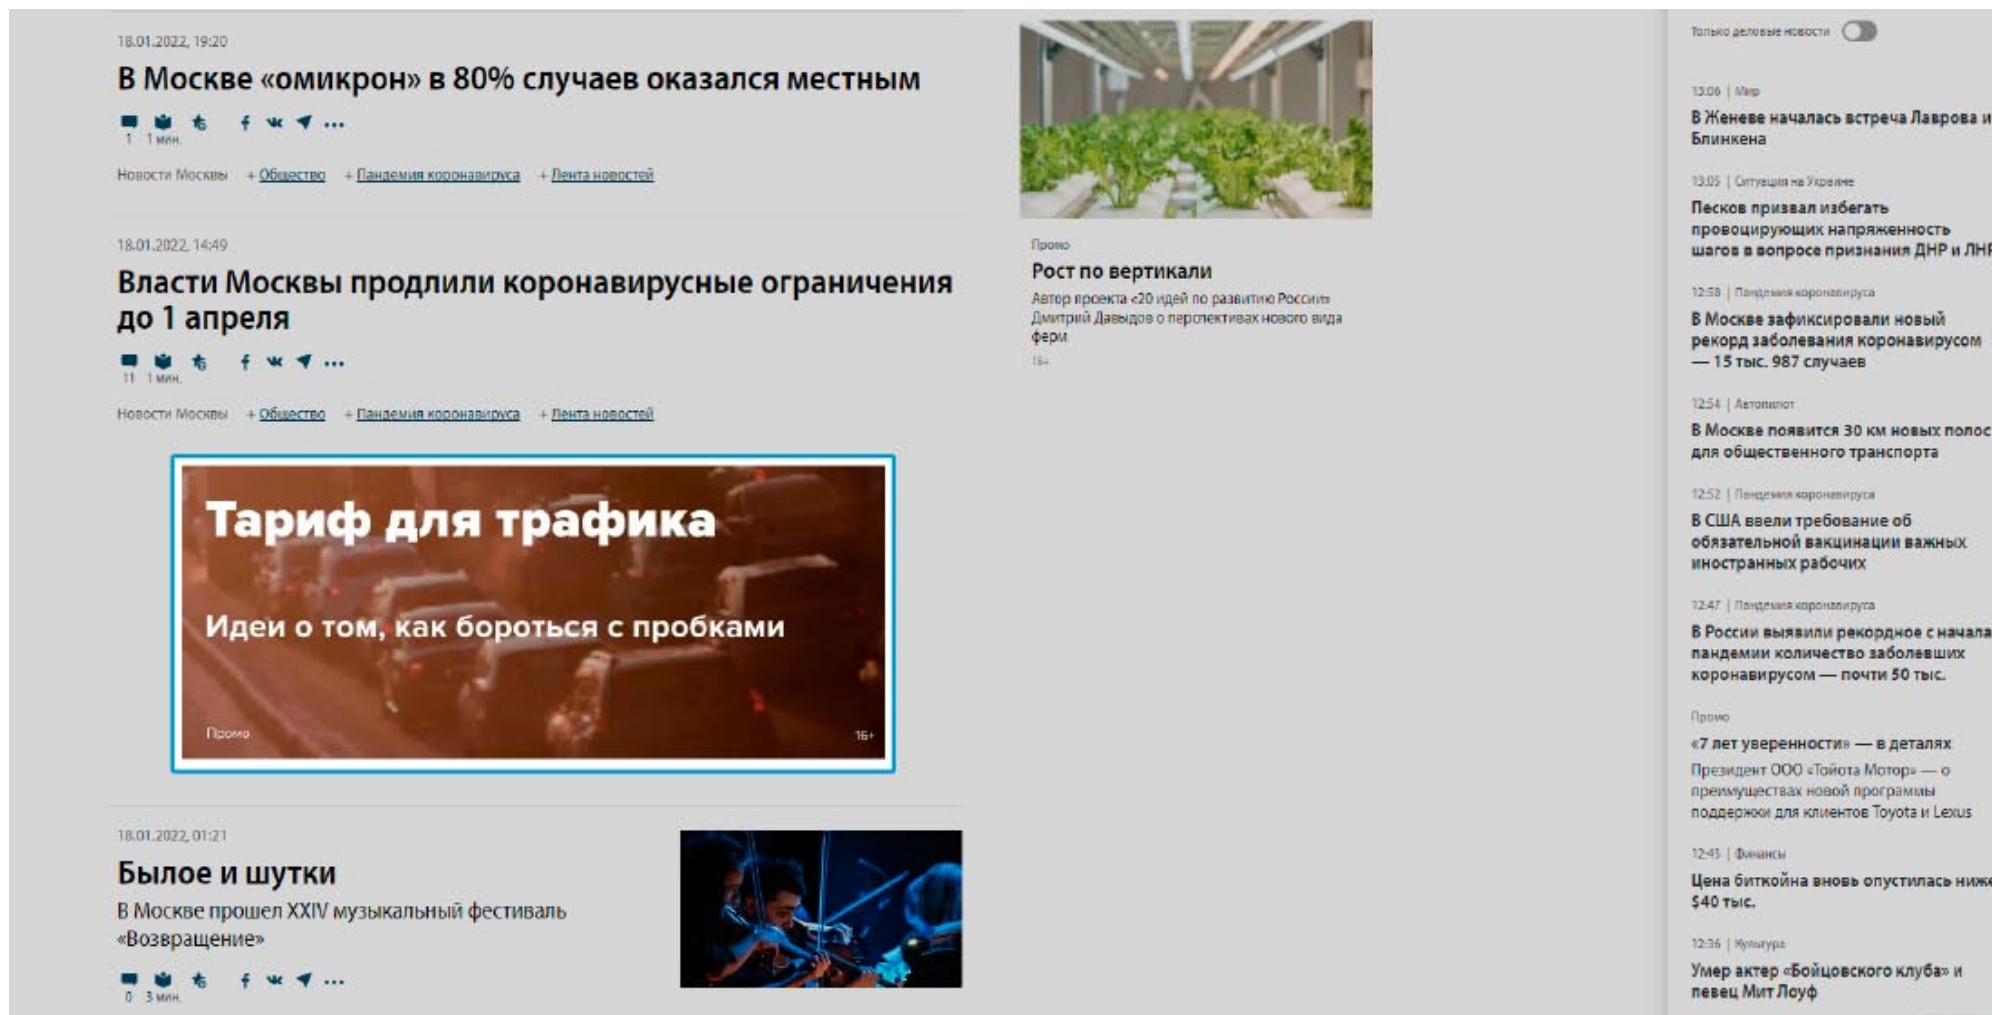 18.01.2022, 19:20
В Москве «омикрон» в 80% случаев оказался местным
1 1 мин.
Новости Москвы + Общество + Пандемия коронавируса + Лента новостей
18.01.2022, 14:49
Власти Москвы продлили коронавирусные ограничения
до 1 апреля
11 1 мин.
Новости Москвы + Общество + Пандемия коронавируса + Лента новостей
Тариф для трафика
Идеи о том, как бороться с пробками
Промо 16+
18.01.2022, 01:21
Былое и шутки
В Москве прошел XXIV музыкальный фестиваль
«Возвращение»
0 3 мин.
Промо
Рост по вертикали
Автор проекта «20 идей по развитию России»
Дмитрий Давыдов о перспективах нового вида
ферм
Только деловые новости
13:06 | Мир
В Женеве началась встреча Лаврова и
Блинкена
13:05 | Ситуация на Украине
Песков призвал избегать
провоцирующих напряженность
шагов в вопросе признания ДНР и ЛНР
12:58 | Пандемия коронавируса
В Москве зафиксировали новый
рекорд заболевания коронавирусом
— 15 тыс. 987 случаев
12:54 | Автопилот
В Москве появится 30 км новых полос
для общественного транспорта
12:52 | Пандемия коронавируса
В США ввели требование об
обязательной вакцинации важных
иностранных рабочих
12:47 | Пандемия коронавируса
В России выявили рекордное с начала
пандемии количество заболевших
коронавирусом — почти 50 тыс.
Промо
«7 лет уверенности» — в деталях
Президент ООО «Тойота Мотор» — о
преимуществах новой программы
поддержки для клиентов Toyota и Lexus
| Финансы
Цена биткойна вновь опустилась ниже
$40 тыс.
12:36 | Культура
Умер актер «Бойцовского клуба» и
певец Мит Лоуф